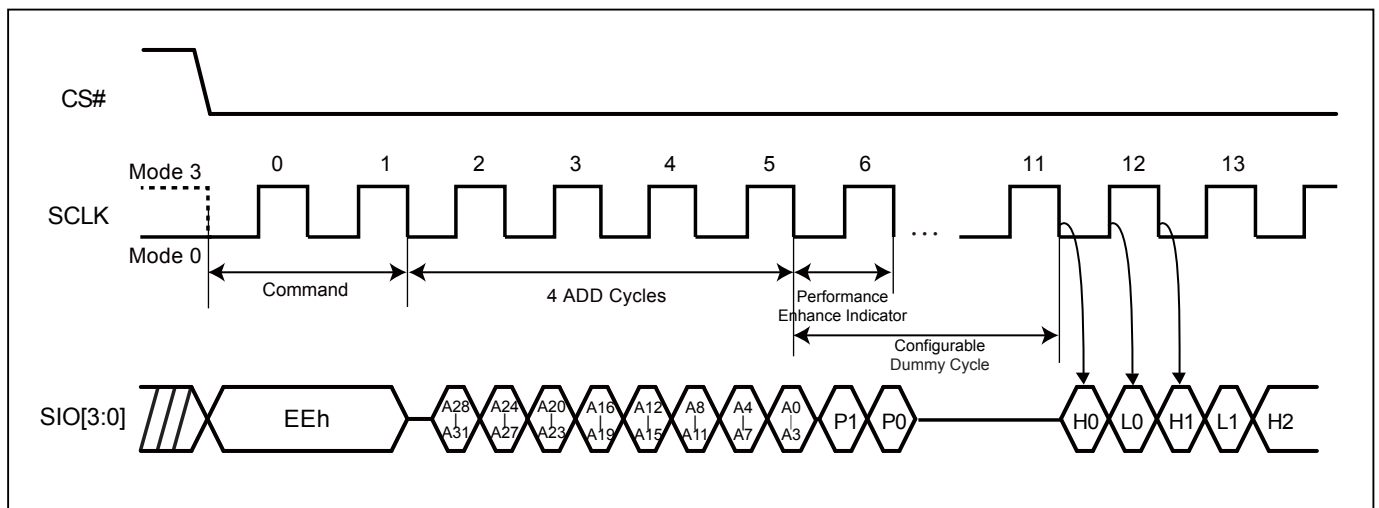 CS#
Mode 3
0 1 2 3 4 5 6 11 12 13
SCLK
...
Mode 0
Command
4 ADD Cycles
Performance
Enhance Indicator
Configurable
Dummy Cycle
SIO[3:0]
EEh
A28
|
A31
A24
|
A27
A20
|
A23
A16
|
A19
A12
|
A15
A8
|
A11
A4
|
A7
A0
|
A3
P1
P0
H0
L0
H1
L1
H2